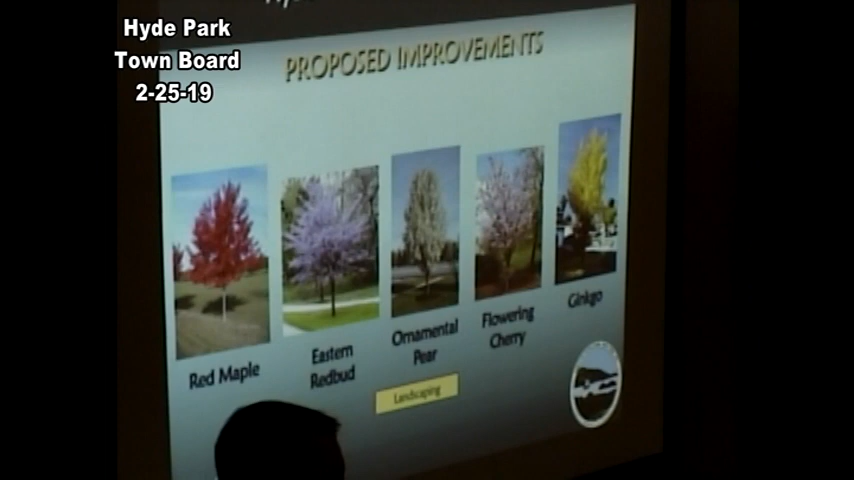 Hyde Park
Town Board
2-25-19
PROPOSED IMPROVEMENTS
Red Maple
Eastern
Redbud
Ornamental
Pear
Flowering
Cherry
Ginkgo
Landscaping